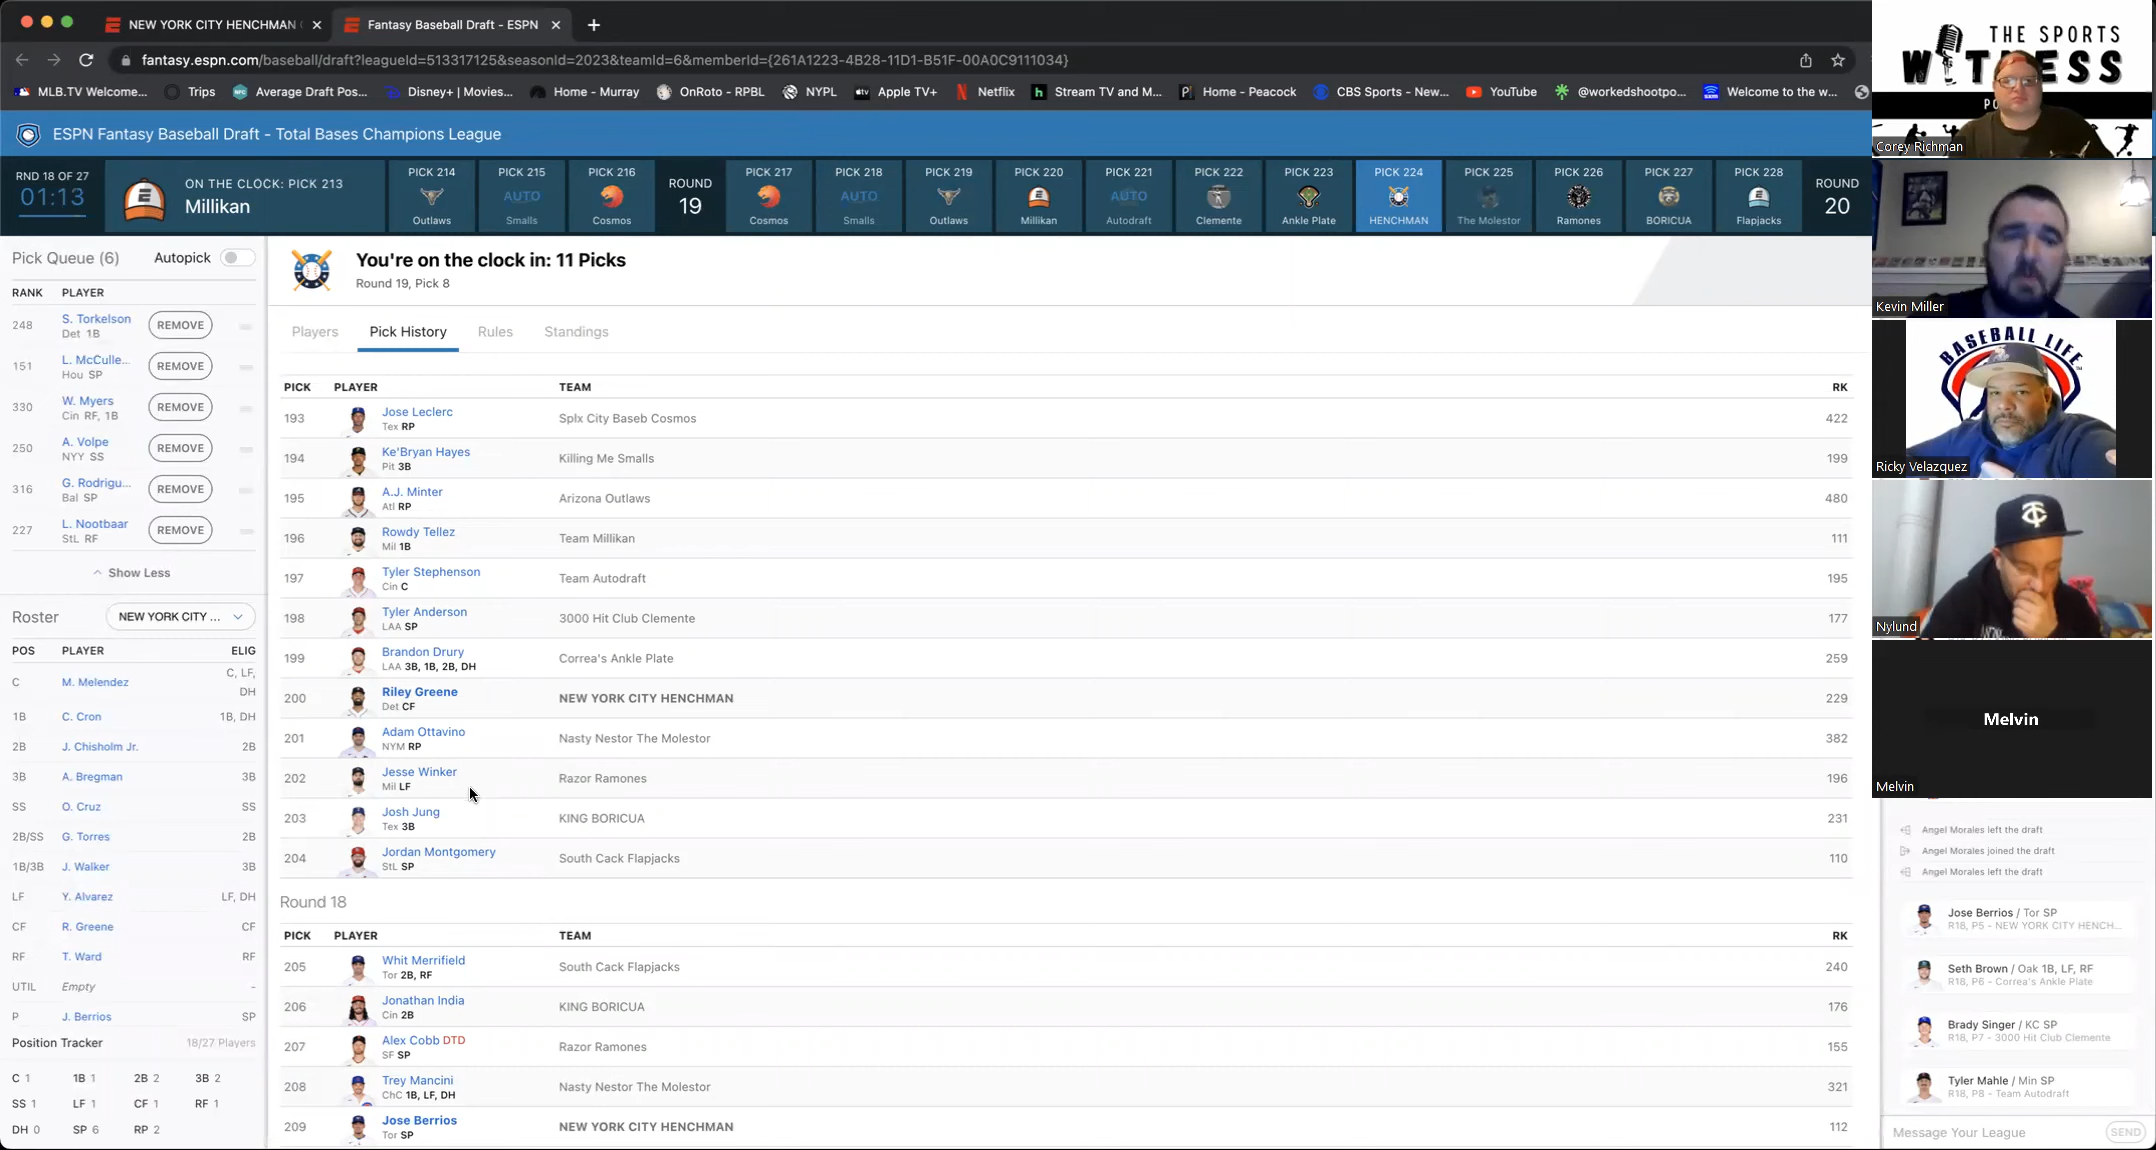 NEW YORK CITY HENCHMAN
Fantasy Baseball Draft - ESPN
fantasy.espn.com/baseball/draft?leagueId=513317125&seasonId=2023&teamId=6&memberId={261A1223-4B28-11D1-B51F-00A0C9111034}
MLB.TV Welcome... Trips Average Draft Pos... Disney+ | Movies... Home - Murray OnRoto - RPBL NYPL Apple TV+ Netflix Stream TV and M... Home - Peacock CBS Sports - New... YouTube @workedshootpo... Welcome to the w...
ESPN Fantasy Baseball Draft - Total Bases Champions League
RND 18 OF 27
01:13
ON THE CLOCK: PICK 213
Millikan
PICK 214 Outlaws
PICK 215 AUTO Smalls
PICK 216 Cosmos
ROUND 19
PICK 217 Cosmos
PICK 218 AUTO Smalls
PICK 219 Outlaws
PICK 220 Millikan
PICK 221 AUTO Autodraft
PICK 222 Clemente
PICK 223 Ankle Plate
PICK 224 HENCHMAN
PICK 225 The Molestor
PICK 226 Ramones
PICK 227 BORICUA
PICK 228 Flapjacks
ROUND 20
Pick Queue (6) Autopick
RANK PLAYER
248 S. Torkelson Det 1B REMOVE
151 L. McCulle... Hou SP REMOVE
330 W. Myers Cin RF, 1B REMOVE
250 A. Volpe NYY SS REMOVE
316 G. Rodrigu... Bal SP REMOVE
227 L. Nootbaar StL RF REMOVE
Show Less
Roster NEW YORK CITY ...
POS PLAYER ELIG
C M. Melendez C, LF, DH
1B C. Cron 1B, DH
2B J. Chisholm Jr. 2B
3B A. Bregman 3B
SS O. Cruz SS
2B/SS G. Torres 2B
1B/3B J. Walker 3B
LF Y. Alvarez LF, DH
CF R. Greene CF
RF T. Ward RF
UTIL Empty -
P J. Berrios SP
Position Tracker 18/27 Players
C 1 1B 1 2B 2 3B 2
SS 1 LF 1 CF 1 RF 1
DH 0 SP 6 RP 2
You're on the clock in: 11 Picks
Round 19, Pick 8
Players Pick History Rules Standings
PICK PLAYER TEAM RK
193 Jose Leclerc Tex RP Splx City Baseb Cosmos 422
194 Ke'Bryan Hayes Pit 3B Killing Me Smalls 199
195 A.J. Minter Atl RP Arizona Outlaws 480
196 Rowdy Tellez Mil 1B Team Millikan 111
197 Tyler Stephenson Cin C Team Autodraft 195
198 Tyler Anderson LAA SP 3000 Hit Club Clemente 177
199 Brandon Drury LAA 3B, 1B, 2B, DH Correa's Ankle Plate 259
200 Riley Greene Det CF NEW YORK CITY HENCHMAN 229
201 Adam Ottavino NYM RP Nasty Nestor The Molestor 382
202 Jesse Winker Mil LF Razor Ramones 196
203 Josh Jung Tex 3B KING BORICUA 231
204 Jordan Montgomery StL SP South Cack Flapjacks 110
Round 18
PICK PLAYER TEAM RK
205 Whit Merrifield Tor 2B, RF South Cack Flapjacks 240
206 Jonathan India Cin 2B KING BORICUA 176
207 Alex Cobb DTD SF SP Razor Ramones 155
208 Trey Mancini ChC 1B, LF, DH Nasty Nestor The Molestor 321
209 Jose Berrios Tor SP NEW YORK CITY HENCHMAN 112
THE SPORTS
WITNESS
Corey Richman
Kevin Miller
BASEBALL LIFE
Ricky Velazquez
TC
Nylund
Melvin
Melvin
Angel Morales left the draft
Angel Morales joined the draft
Angel Morales left the draft
Jose Berrios / Tor SP
R18, P5 - NEW YORK CITY HENCH...
Seth Brown / Oak 1B, LF, RF
R18, P6 - Correa's Ankle Plate
Brady Singer / KC SP
R18, P7 - 3000 Hit Club Clemente
Tyler Mahle / Min SP
R18, P8 - Team Autodraft
Message Your League SEND